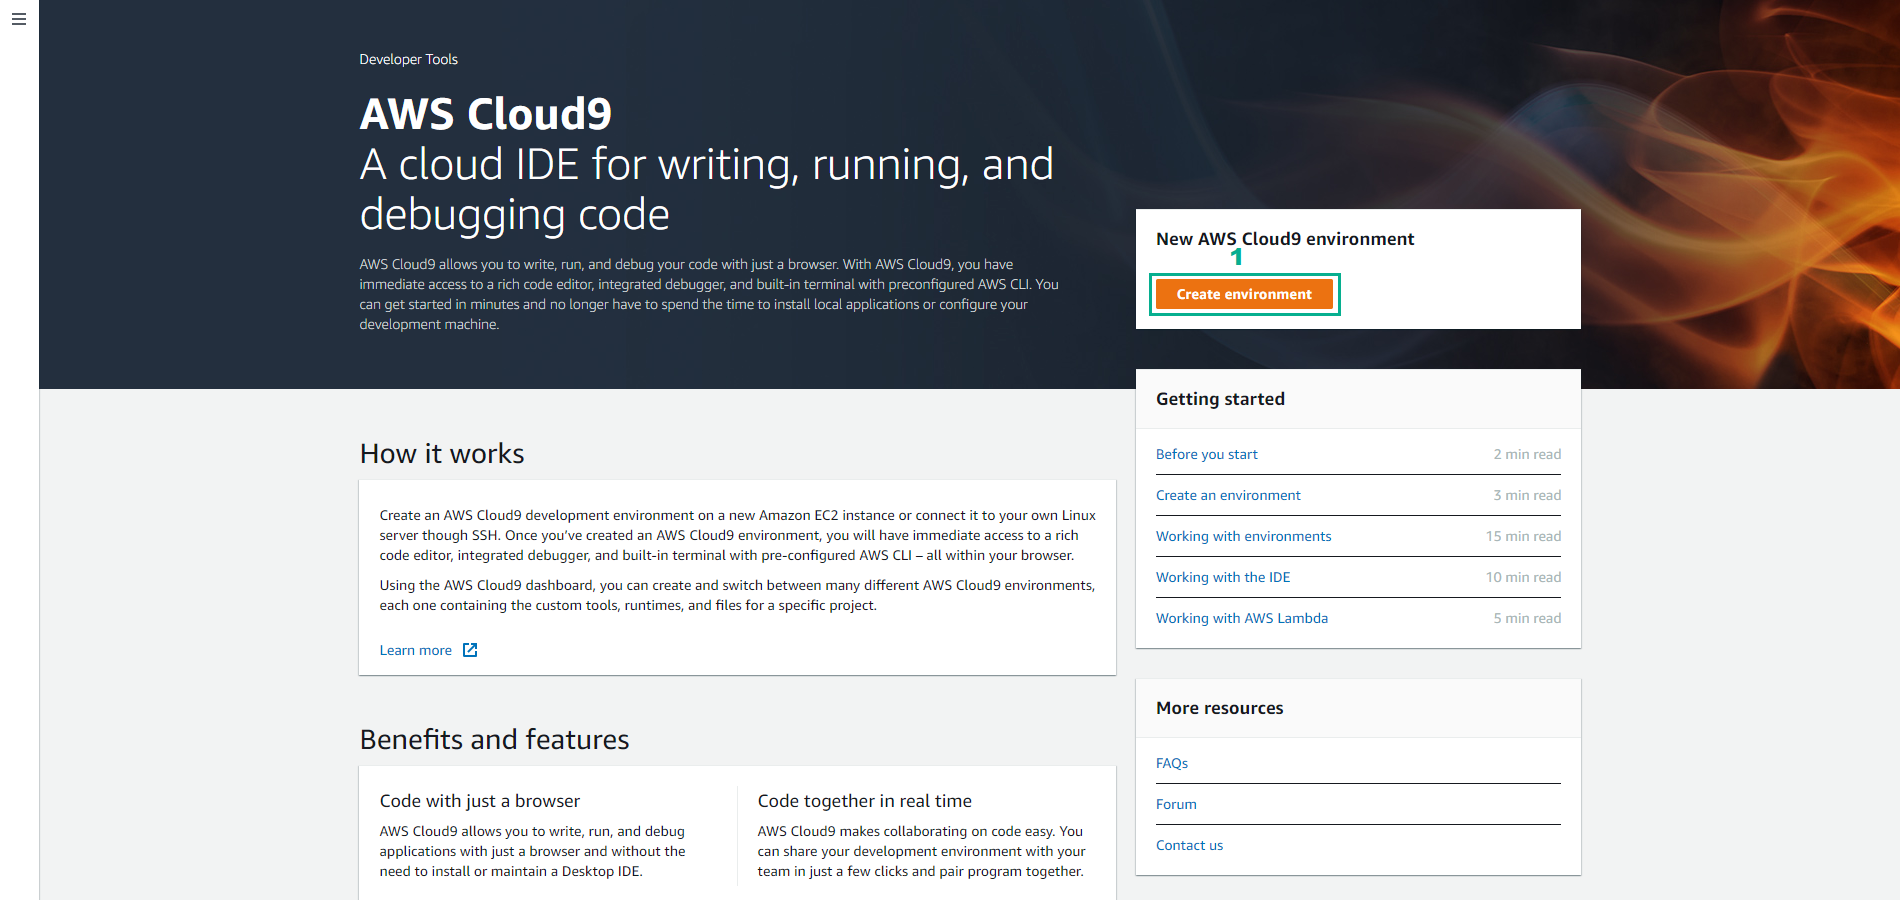 Developer Tools
AWS Cloud9
A cloud IDE for writing, running, and
debugging code
AWS Cloud9 allows you to write, run, and debug your code with just a browser. With AWS Cloud9, you have
immediate access to a rich code editor, integrated debugger, and built-in terminal with preconfigured AWS CLI. You
can get started in minutes and no longer have to spend the time to install local applications or configure your
development machine.
New AWS Cloud9 environment
1
Create environment
Getting started
Before you start 2 min read
Create an environment 3 min read
Working with environments 15 min read
Working with the IDE 10 min read
Working with AWS Lambda 5 min read
How it works
Create an AWS Cloud9 development environment on a new Amazon EC2 instance or connect it to your own Linux
server though SSH. Once you’ve created an AWS Cloud9 environment, you will have immediate access to a rich
code editor, integrated debugger, and built-in terminal with pre-configured AWS CLI – all within your browser.
Using the AWS Cloud9 dashboard, you can create and switch between many different AWS Cloud9 environments,
each one containing the custom tools, runtimes, and files for a specific project.
Learn more
More resources
FAQs
Forum
Contact us
Benefits and features
Code with just a browser
AWS Cloud9 allows you to write, run, and debug
applications with just a browser and without the
need to install or maintain a Desktop IDE.
Code together in real time
AWS Cloud9 makes collaborating on code easy. You
can share your development environment with your
team in just a few clicks and pair program together.